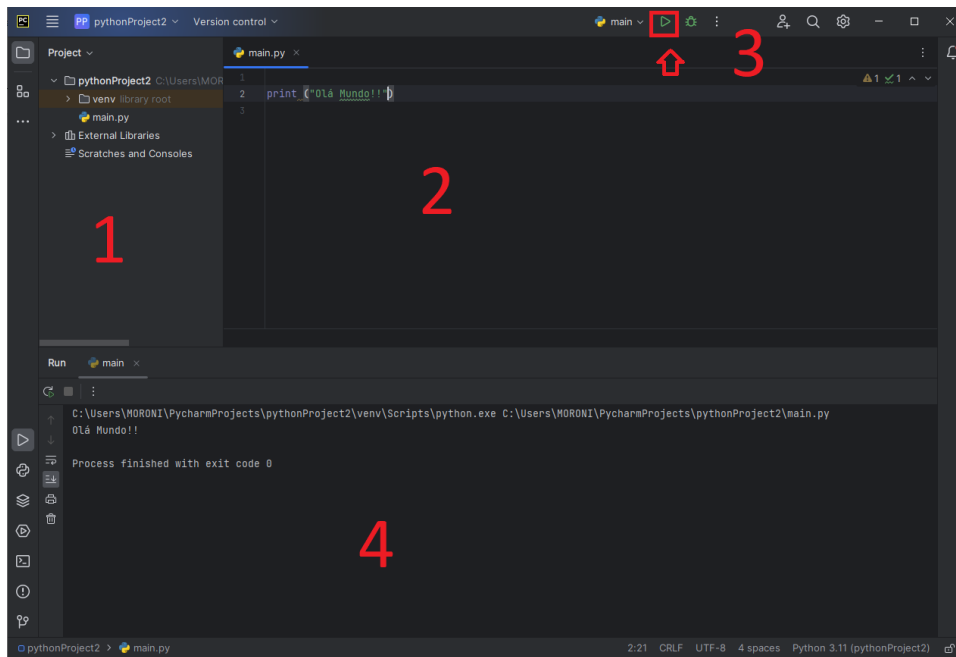 PC PP pythonProject2 Version control main
3
Project main.py
pythonProject2 C:\Users\MOR 1 1 1
venv library root 2 print ("Olá Mundo!!")
main.py 3
External Libraries
Scratches and Consoles
2
1
Run main
C:\Users\MORONI\PycharmProjects\pythonProject2\venv\Scripts\python.exe C:\Users\MORONI\PycharmProjects\pythonProject2\main.py
Olá Mundo!!
Process finished with exit code 0
4
pythonProject2 > main.py 2:21 CRLF UTF-8 4 spaces Python 3.11 (pythonProject2)